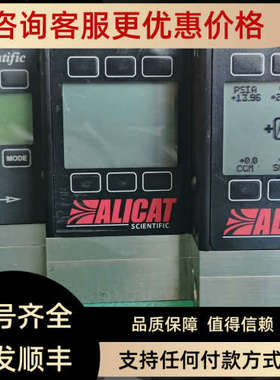 咨询客服更优惠价格
entific
MODE
ALICAT
SCIENTIFIC
PSIA
+13.96
+0.0
CCM
号齐全
发顺丰
品质保障 值得信赖
支持任何付款方式